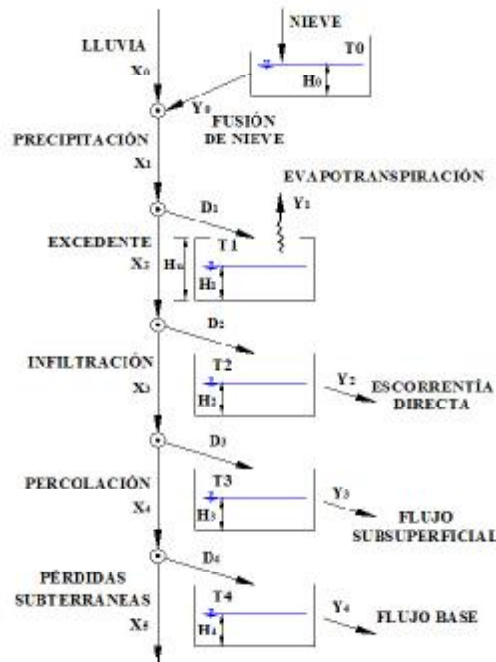 NIEVE
LLUVIA
X0
T0
H0
Y0
FUSIÓN
DE NIEVE
PRECIPITACIÓN
X1
EVAPOTRANSPIRACIÓN
Y1
D1
EXCEDENTE
X2
T1
Hu
H1
D2
INFILTRACIÓN
X3
T2
H2
Y2
ESCORRENTÍA
DIRECTA
D3
PERCOLACIÓN
X4
T3
H3
Y3
FLUJO
SUBSUPERFICIAL
D4
PÉRDIDAS
SUBTERRANEAS
X5
T4
H4
Y4
FLUJO BASE